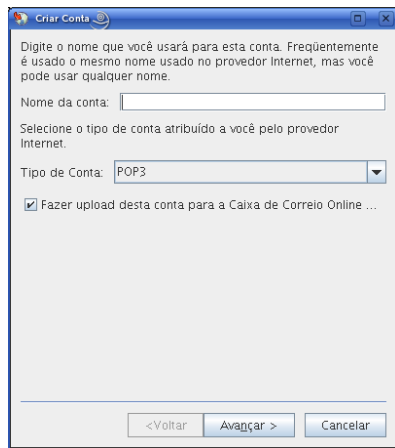 Criar Conta
Digite o nome que você usará para esta conta. Freqüentemente
é usado o mesmo nome usado no provedor Internet, mas você
pode usar qualquer nome.
Nome da conta:
Selecione o tipo de conta atribuído a você pelo provedor
Internet.
Tipo de Conta: POP3
Fazer upload desta conta para a Caixa de Correio Online ...
<Voltar Avançar > Cancelar